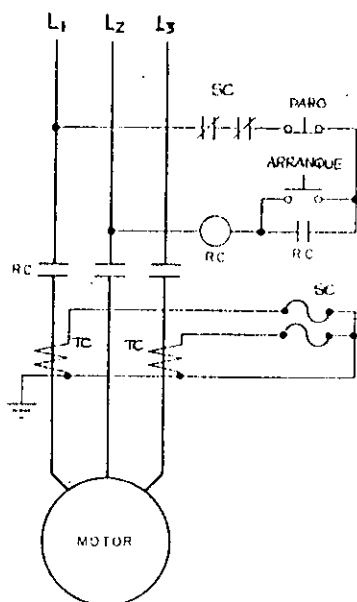 L1 L2 L3
SC
PARO
ARRANQUE
RC
RC
RC
SC
TC
TC
MOTOR